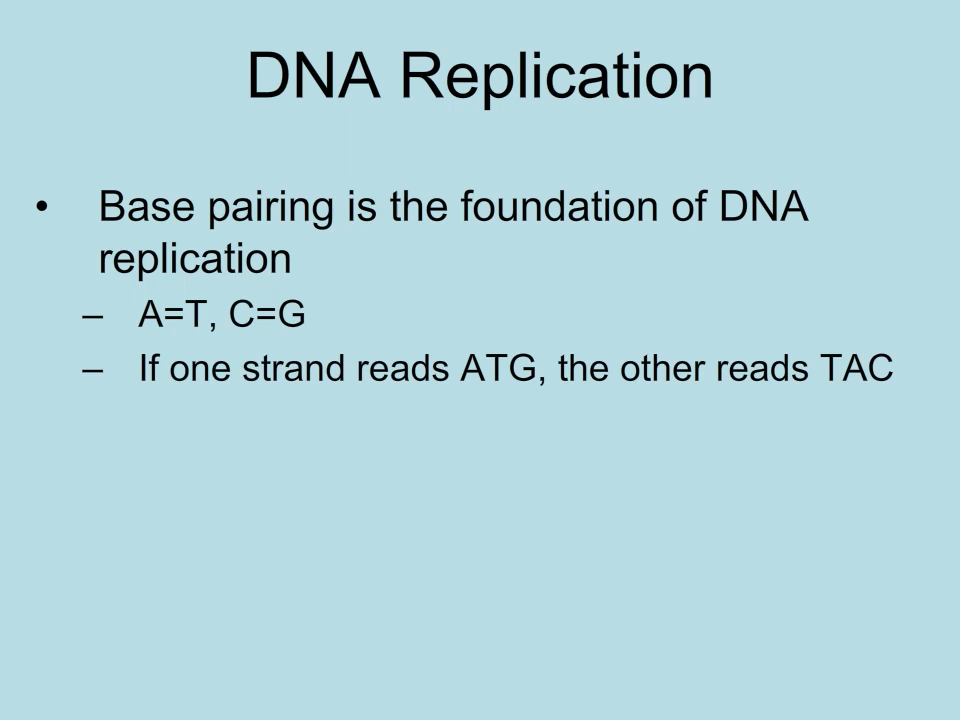 DNA Replication
• Base pairing is the foundation of DNA
replication
– A=T, C=G
– If one strand reads ATG, the other reads TAC